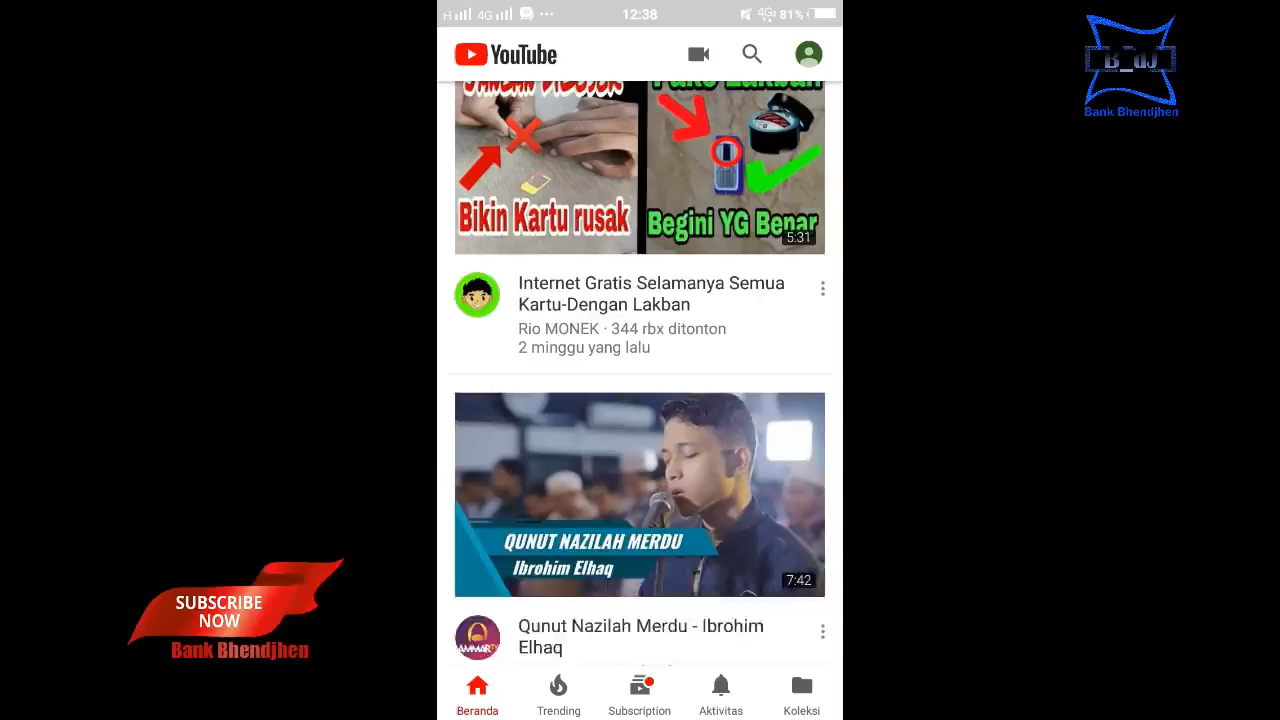 H 4G 12:38 4G 81%
YouTube
B_dJ
Bank Bhendjhen
Bikin Kartu rusak
Begini YG Benar
5:31
Internet Gratis Selamanya Semua
Kartu-Dengan Lakban
Rio MONEK · 344 rbx ditonton
2 minggu yang lalu
QUNUT NAZILAH MERDU
Ibrohim Elhaq
7:42
Qunut Nazilah Merdu - Ibrohim
Elhaq
SUBSCRIBE
NOW
Bank Bhendjhen
Beranda Trending Subscription Aktivitas Koleksi